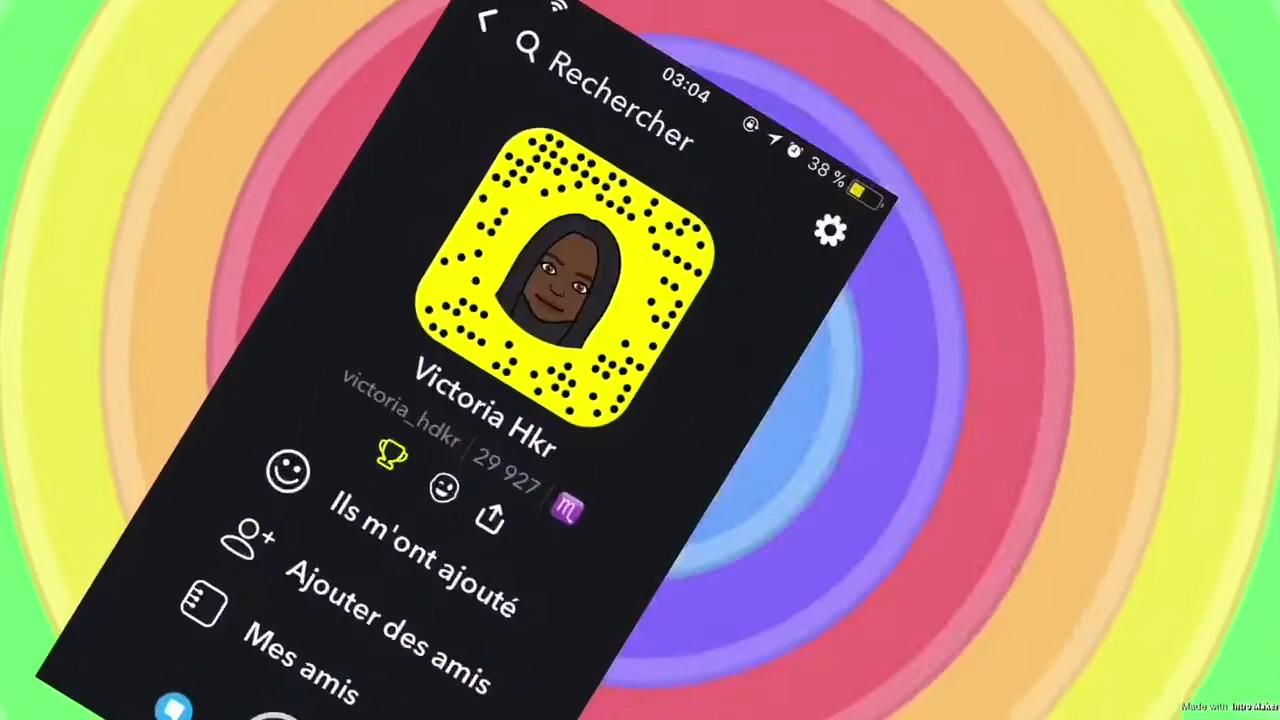 03:04
38 %
Rechercher
Victoria Hkr
victoria_hdkr | 29 927 | ♏
Ils m'ont ajouté
Ajouter des amis
Mes amis
Made with Intro Maker